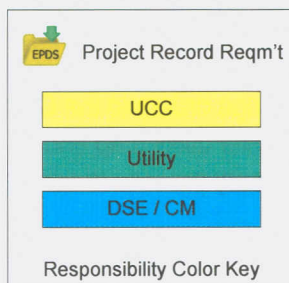 EPDS Project Record Reqm't
UCC
Utility
DSE / CM
Responsibility Color Key